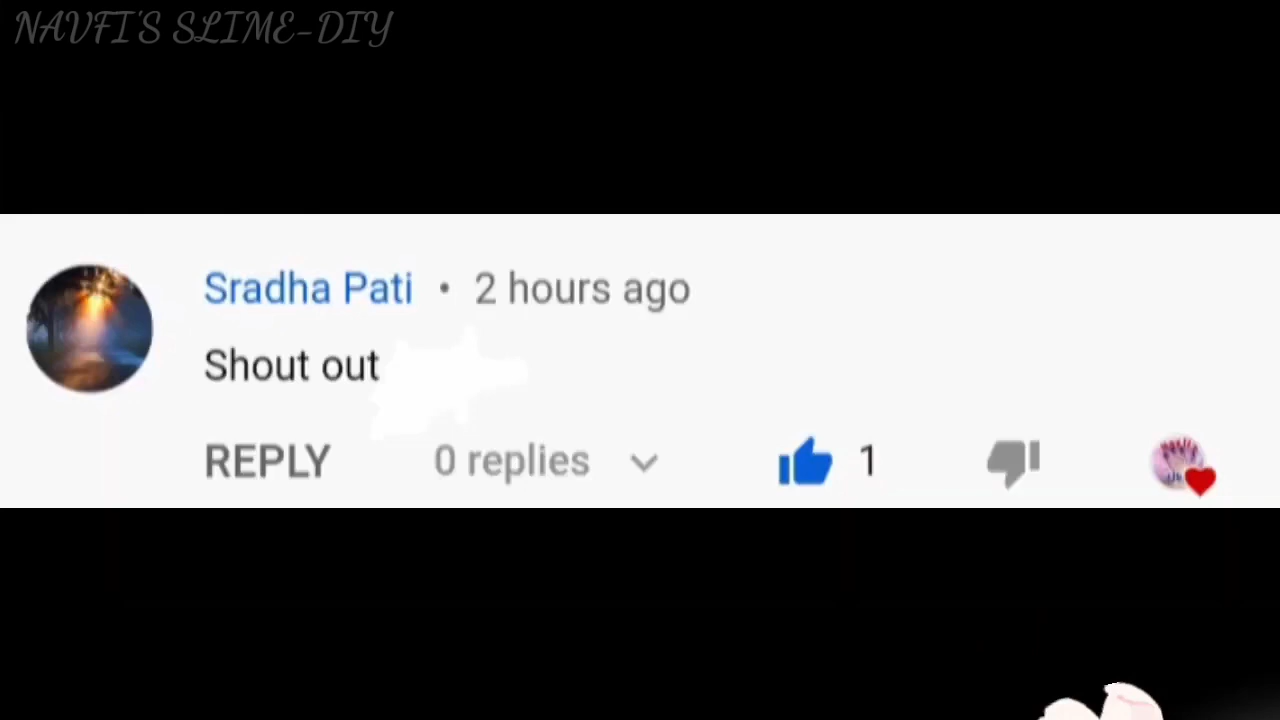 NAVFI'S SLIME-DIY
Sradha Pati • 2 hours ago
Shout out
REPLY 0 replies 1